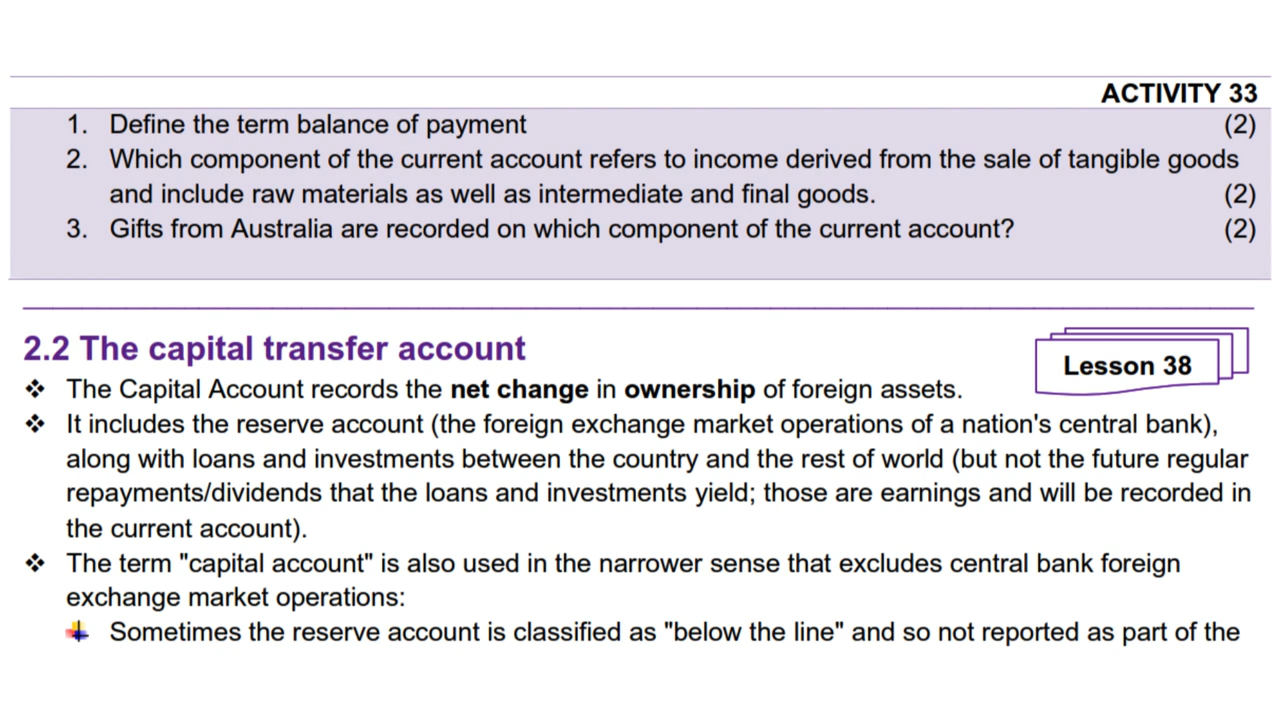 ACTIVITY 33
1. Define the term balance of payment (2)
2. Which component of the current account refers to income derived from the sale of tangible goods
and include raw materials as well as intermediate and final goods. (2)
3. Gifts from Australia are recorded on which component of the current account? (2)
2.2 The capital transfer account
Lesson 38
❖ The Capital Account records the net change in ownership of foreign assets.
❖ It includes the reserve account (the foreign exchange market operations of a nation's central bank),
along with loans and investments between the country and the rest of world (but not the future regular
repayments/dividends that the loans and investments yield; those are earnings and will be recorded in
the current account).
❖ The term "capital account" is also used in the narrower sense that excludes central bank foreign
exchange market operations:
Sometimes the reserve account is classified as "below the line" and so not reported as part of the